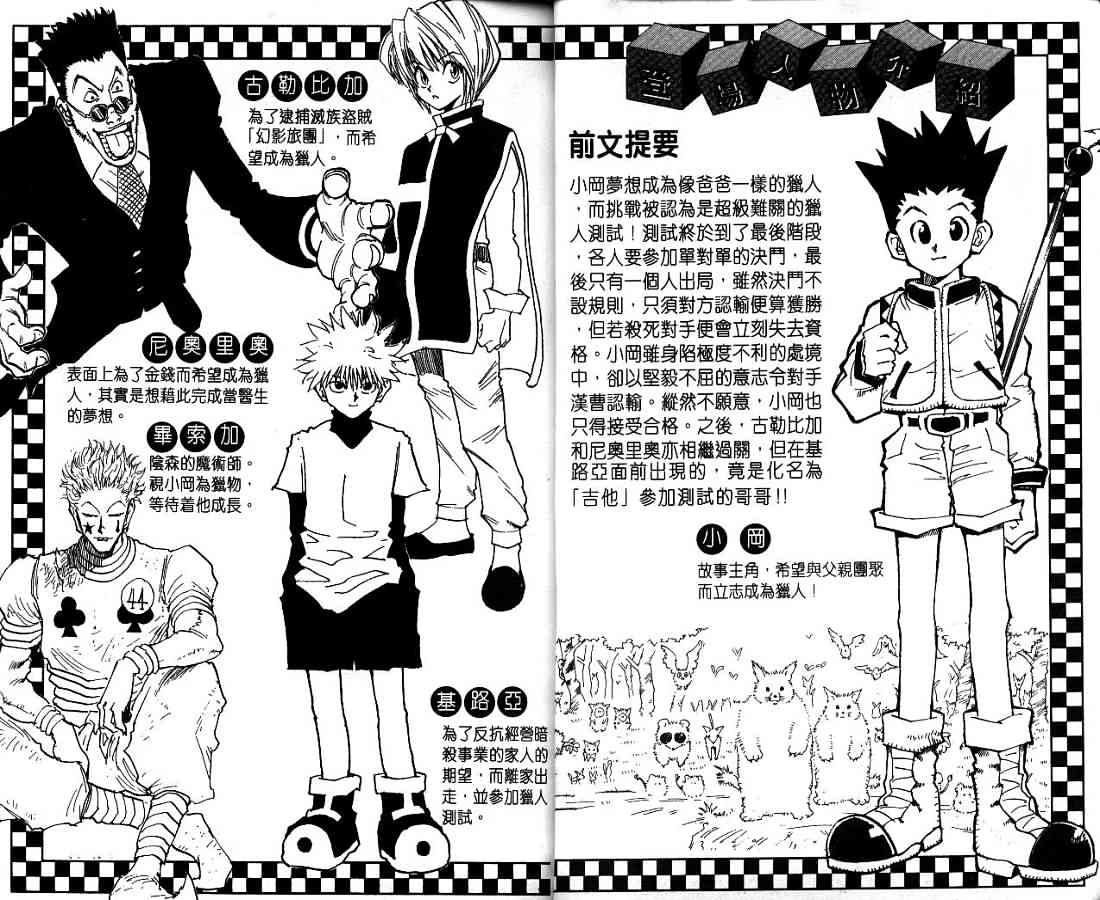 登場人物介紹
前文提要
小岡夢想成為像爸爸一樣的獵人
，而挑戰被認為是超級難關的獵
人測試！測試終於到了最後階段
，各人要參加單對單的決鬥，最
後只有一個人出局，雖然決鬥不
設規則，只須對方認輸便算獲勝
，但若殺死對手便會立刻失去資
格。小岡雖身陷極度不利的處境
中，卻以堅毅不屈的意志令對手
漢曹認輸。縱然不願意，小岡也
只得接受合格。之後，古勒比加
和尼奧里奧亦相繼過關，但在基
路亞面前出現的，竟是化名為
「吉他」參加測試的哥哥!!
小岡
故事主角，希望與父親團聚
而立志成為獵人！
古勒比加
為了逮捕滅族盜賊
「幻影旅團」，而希
望成為獵人。
尼奧里奧
表面上為了金錢而希望成為獵
人，其實是想藉此完成當醫生
的夢想。
畢索加
陰森的魔術師。
視小岡為獵物，
等待着他成長。
44
基路亞
為了反抗經營暗
殺事業的家人的
期望，而離家出
走，並參加獵人
測試。